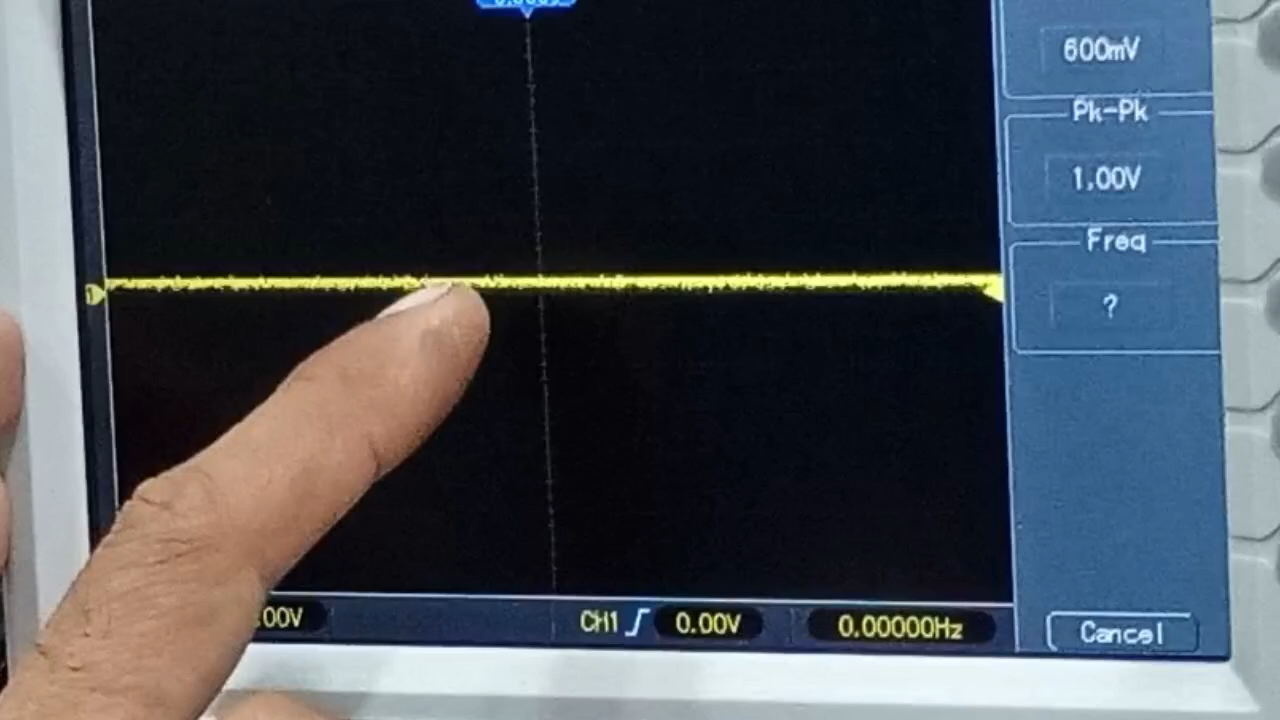 600mV
Pk-Pk
1.00V
Freq
?
.00V
CH1
0.00V
0.00000Hz
Cancel